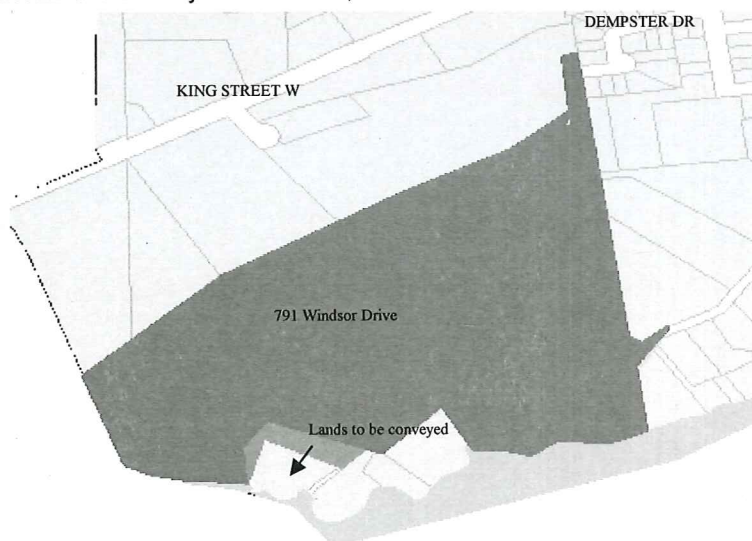 DEMPSTER DR
KING STREET W
791 Windsor Drive
Lands to be conveyed